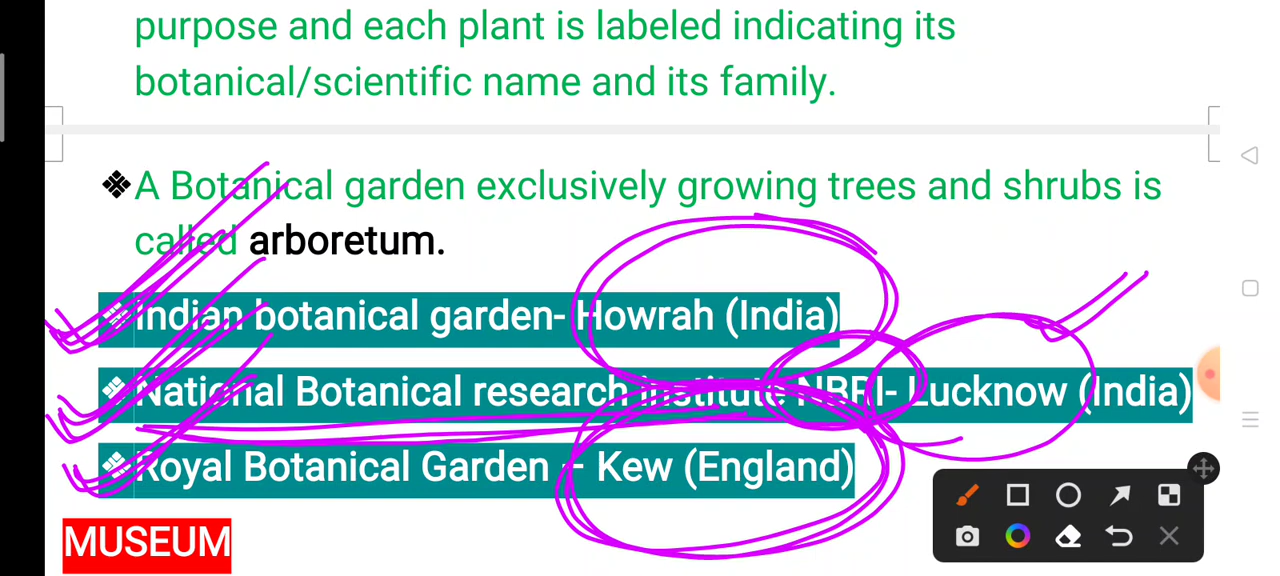 purpose and each plant is labeled indicating its
botanical/scientific name and its family.
❖A Botanical garden exclusively growing trees and shrubs is
called arboretum.
❖Indian botanical garden- Howrah (India)
❖National Botanical research institute NBRI- Lucknow (India)
❖Royal Botanical Garden – Kew (England)
MUSEUM